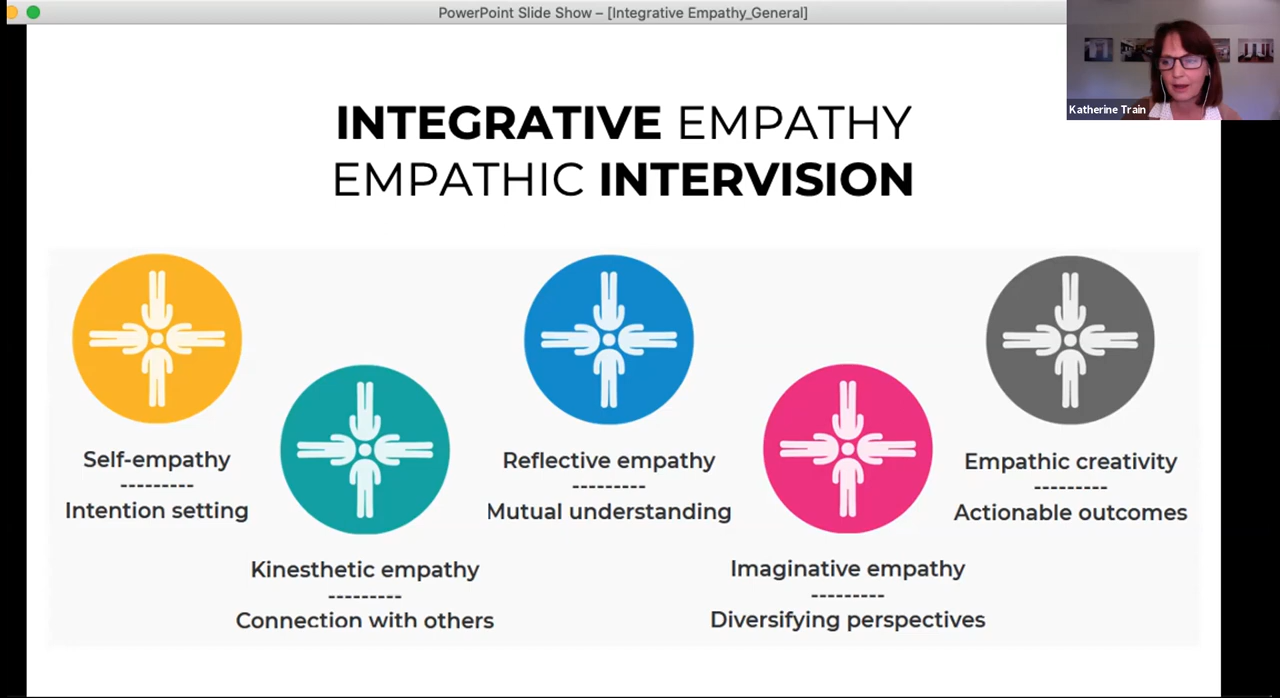 PowerPoint Slide Show – [Integrative Empathy_General]
Katherine Train
INTEGRATIVE EMPATHY
EMPATHIC INTERVISION
Self-empathy
---------
Intention setting
Kinesthetic empathy
---------
Connection with others
Reflective empathy
---------
Mutual understanding
Imaginative empathy
---------
Diversifying perspectives
Empathic creativity
---------
Actionable outcomes